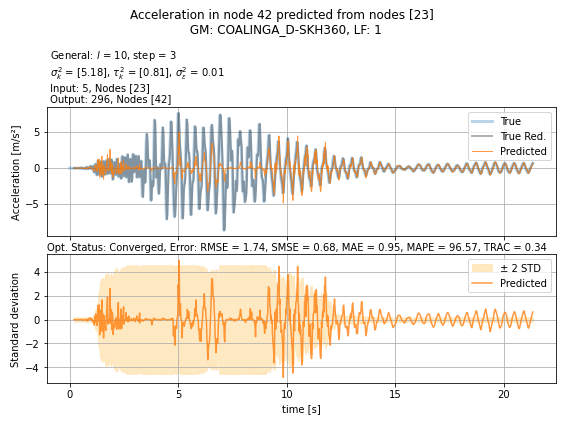 Acceleration in node 42 predicted from nodes [23]
GM: COALINGA_D-SKH360, LF: 1
General: l = 10, step = 3
σ²ₖ = [5.18], τ²ₖ = [0.81], σ²ε = 0.01
Input: 5, Nodes [23]
Output: 296, Nodes [42]
True
True Red.
Predicted
Acceleration [m/s²]
5
0
−5
Opt. Status: Converged, Error: RMSE = 1.74, SMSE = 0.68, MAE = 0.95, MAPE = 96.57, TRAC = 0.34
± 2 STD
Predicted
Standard deviation
4
2
0
−2
−4
0 5 10 15 20
time [s]